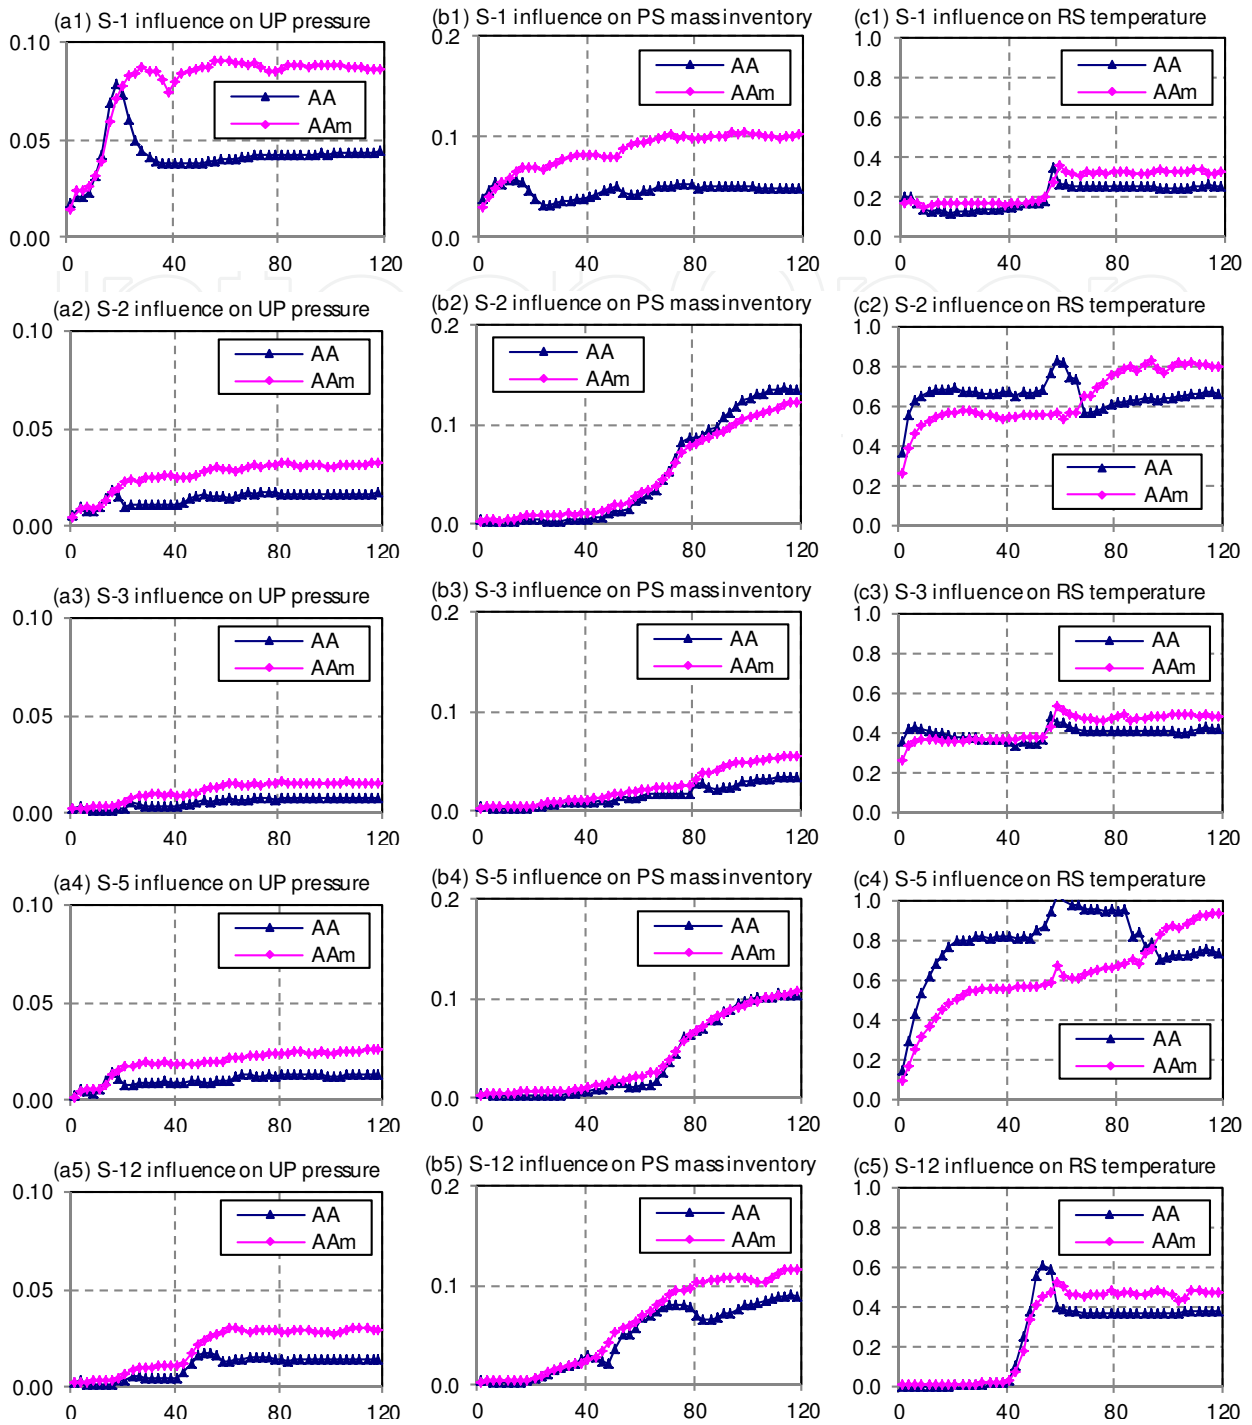 (a1) S-1 influence on UP pressure
0.10
0.05
0.00
0 40 80 120
AA
AAm
(b1) S-1 influence on PS mass inventory
0.2
0.1
0.0
0 40 80 120
AA
AAm
(c1) S-1 influence on RS temperature
1.0
0.8
0.6
0.4
0.2
0.0
0 40 80 120
AA
AAm
(a2) S-2 influence on UP pressure
0.10
0.05
0.00
0 40 80 120
AA
AAm
(b2) S-2 influence on PS mass inventory
0.2
0.1
0.0
0 40 80 120
AA
AAm
(c2) S-2 influence on RS temperature
1.0
0.8
0.6
0.4
0.2
0.0
0 40 80 120
AA
AAm
(a3) S-3 influence on UP pressure
0.10
0.05
0.00
0 40 80 120
AA
AAm
(b3) S-3 influence on PS mass inventory
0.2
0.1
0.0
0 40 80 120
AA
AAm
(c3) S-3 influence on RS temperature
1.0
0.8
0.6
0.4
0.2
0.0
0 40 80 120
AA
AAm
(a4) S-5 influence on UP pressure
0.10
0.05
0.00
0 40 80 120
AA
AAm
(b4) S-5 influence on PS mass inventory
0.2
0.1
0.0
0 40 80 120
AA
AAm
(c4) S-5 influence on RS temperature
1.0
0.8
0.6
0.4
0.2
0.0
0 40 80 120
AA
AAm
(a5) S-12 influence on UP pressure
0.10
0.05
0.00
0 40 80 120
AA
AAm
(b5) S-12 influence on PS mass inventory
0.2
0.1
0.0
0 40 80 120
AA
AAm
(c5) S-12 influence on RS temperature
1.0
0.8
0.6
0.4
0.2
0.0
0 40 80 120
AA
AAm